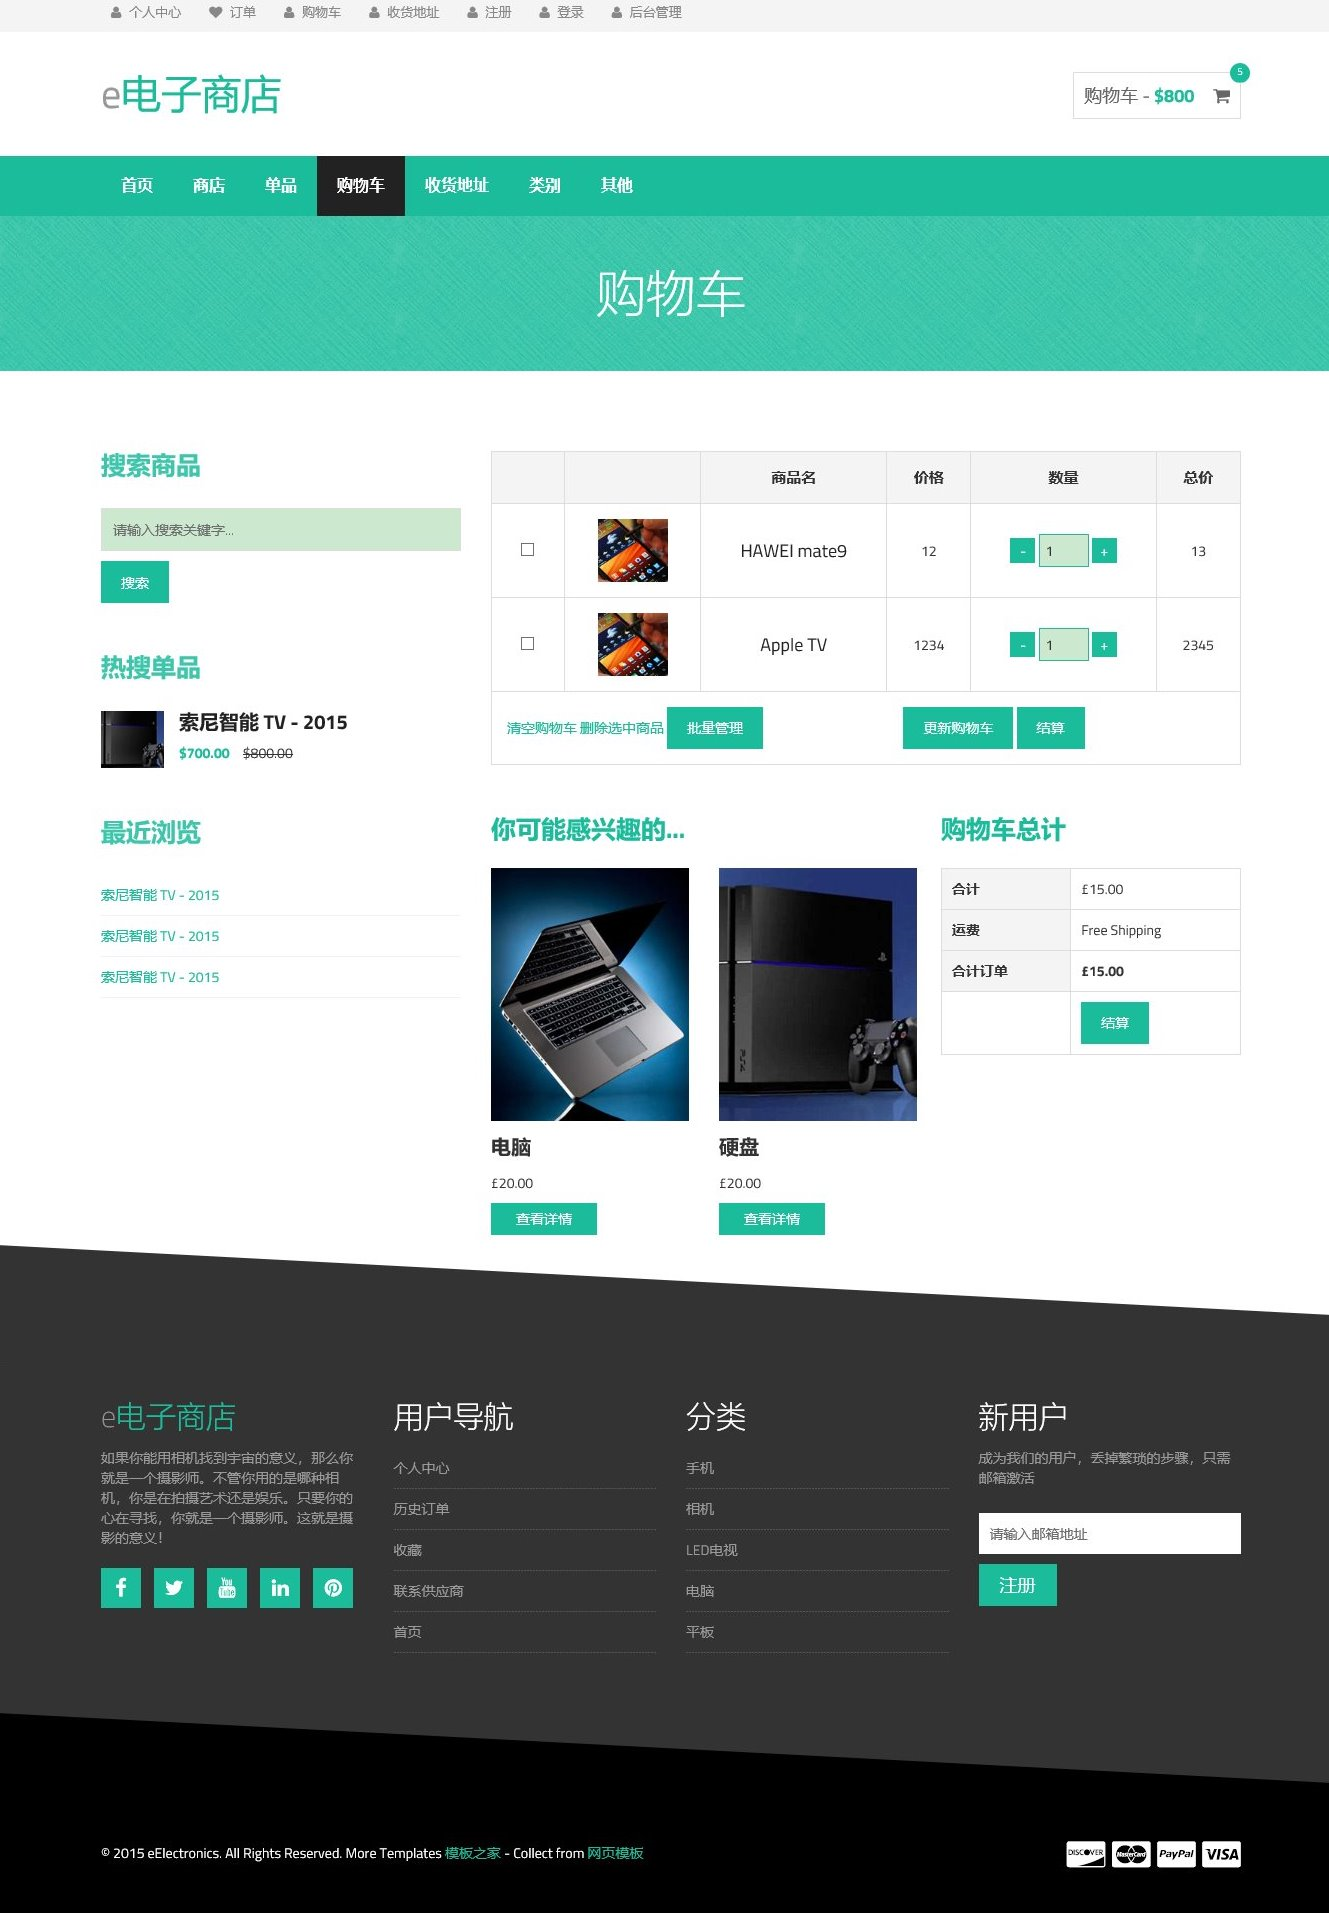 个人中心 订单 购物车 收货地址 注册 登录 后台管理
e电子商店
购物车 - $800
5
首页 商店 单品 购物车 收货地址 类别 其他
购物车
搜索商品
请输入搜索关键字...
搜索
热搜单品
索尼智能 TV - 2015
$700.00 $800.00
最近浏览
索尼智能 TV - 2015
索尼智能 TV - 2015
索尼智能 TV - 2015
商品名 价格 数量 总价
HAWEI mate9 12 - 1 + 13
Apple TV 1234 - 1 + 2345
清空购物车 删除选中商品 批量管理 更新购物车 结算
你可能感兴趣的...
电脑
£20.00
查看详情
硬盘
£20.00
查看详情
购物车总计
合计 £15.00
运费 Free Shipping
合计订单 £15.00
结算
e电子商店
如果你能用相机找到宇宙的意义，那么你
就是一个摄影师。不管你用的是哪种相
机，你是在拍摄艺术还是娱乐。只要你的
心在寻找，你就是一个摄影师。这就是摄
影的意义！
用户导航
个人中心
历史订单
收藏
联系供应商
首页
分类
手机
相机
LED电视
电脑
平板
新用户
成为我们的用户，丢掉繁琐的步骤，只需
邮箱激活
请输入邮箱地址
注册
© 2015 eElectronics. All Rights Reserved. More Templates 模板之家 - Collect from 网页模板
DISCOVER MasterCard PayPal VISA